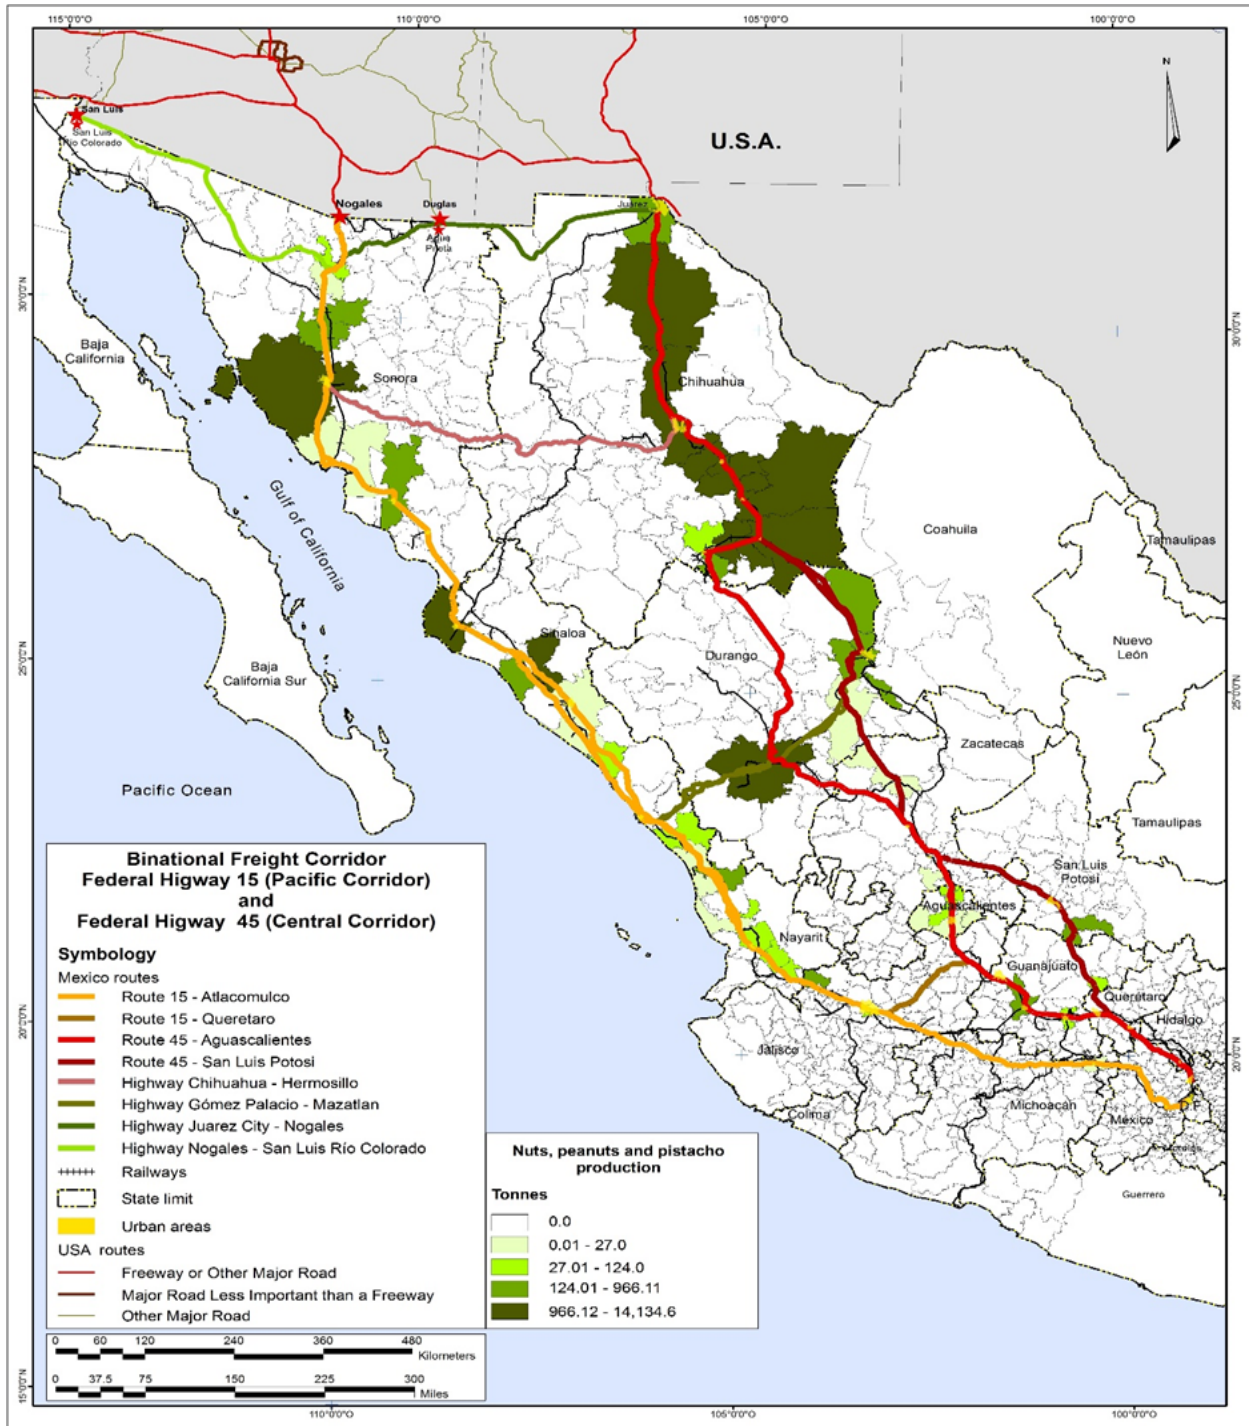 115°0'0"O
110°0'0"O
105°0'0"O
100°0'0"O
N
San Luis
San Luis
Río Colorado
U.S.A.
Nogales
Duglas
Agua
Prieta
Juárez
30°0'0"N
30°0'0"N
Baja
California
Sonora
Chihuahua
Gulf of California
Coahuila
Tamaulipas
Sinaloa
Durango
Nuevo
León
25°0'0"N
25°0'0"N
Baja
California Sur
Zacatecas
Pacific Ocean
Tamaulipas
San Luis
Potosí
Aguascalientes
Nayarit
Guanajuato
Querétaro
Hidalgo
20°0'0"N
20°0'0"N
Jalisco
Colima
Michoacán
México
D.F.
Morelos
Guerrero
Binational Freight Corridor
Federal Higway 15 (Pacific Corridor)
and
Federal Higway 45 (Central Corridor)
Symbology
Mexico routes
Route 15 - Atlacomulco
Route 15 - Queretaro
Route 45 - Aguascalientes
Route 45 - San Luis Potosi
Highway Chihuahua - Hermosillo
Highway Gómez Palacio - Mazatlan
Highway Juarez City - Nogales
Highway Nogales - San Luis Río Colorado
Railways
State limit
Urban areas
USA routes
Freeway or Other Major Road
Major Road Less Important than a Freeway
Other Major Road
0 60 120 240 360 480
Kilometers
0 37.5 75 150 225 300
Miles
Nuts, peanuts and pistacho
production
Tonnes
0.0
0.01 - 27.0
27.01 - 124.0
124.01 - 966.11
966.12 - 14,134.6
15°0'0"N
110°0'0"O
105°0'0"O
100°0'0"O